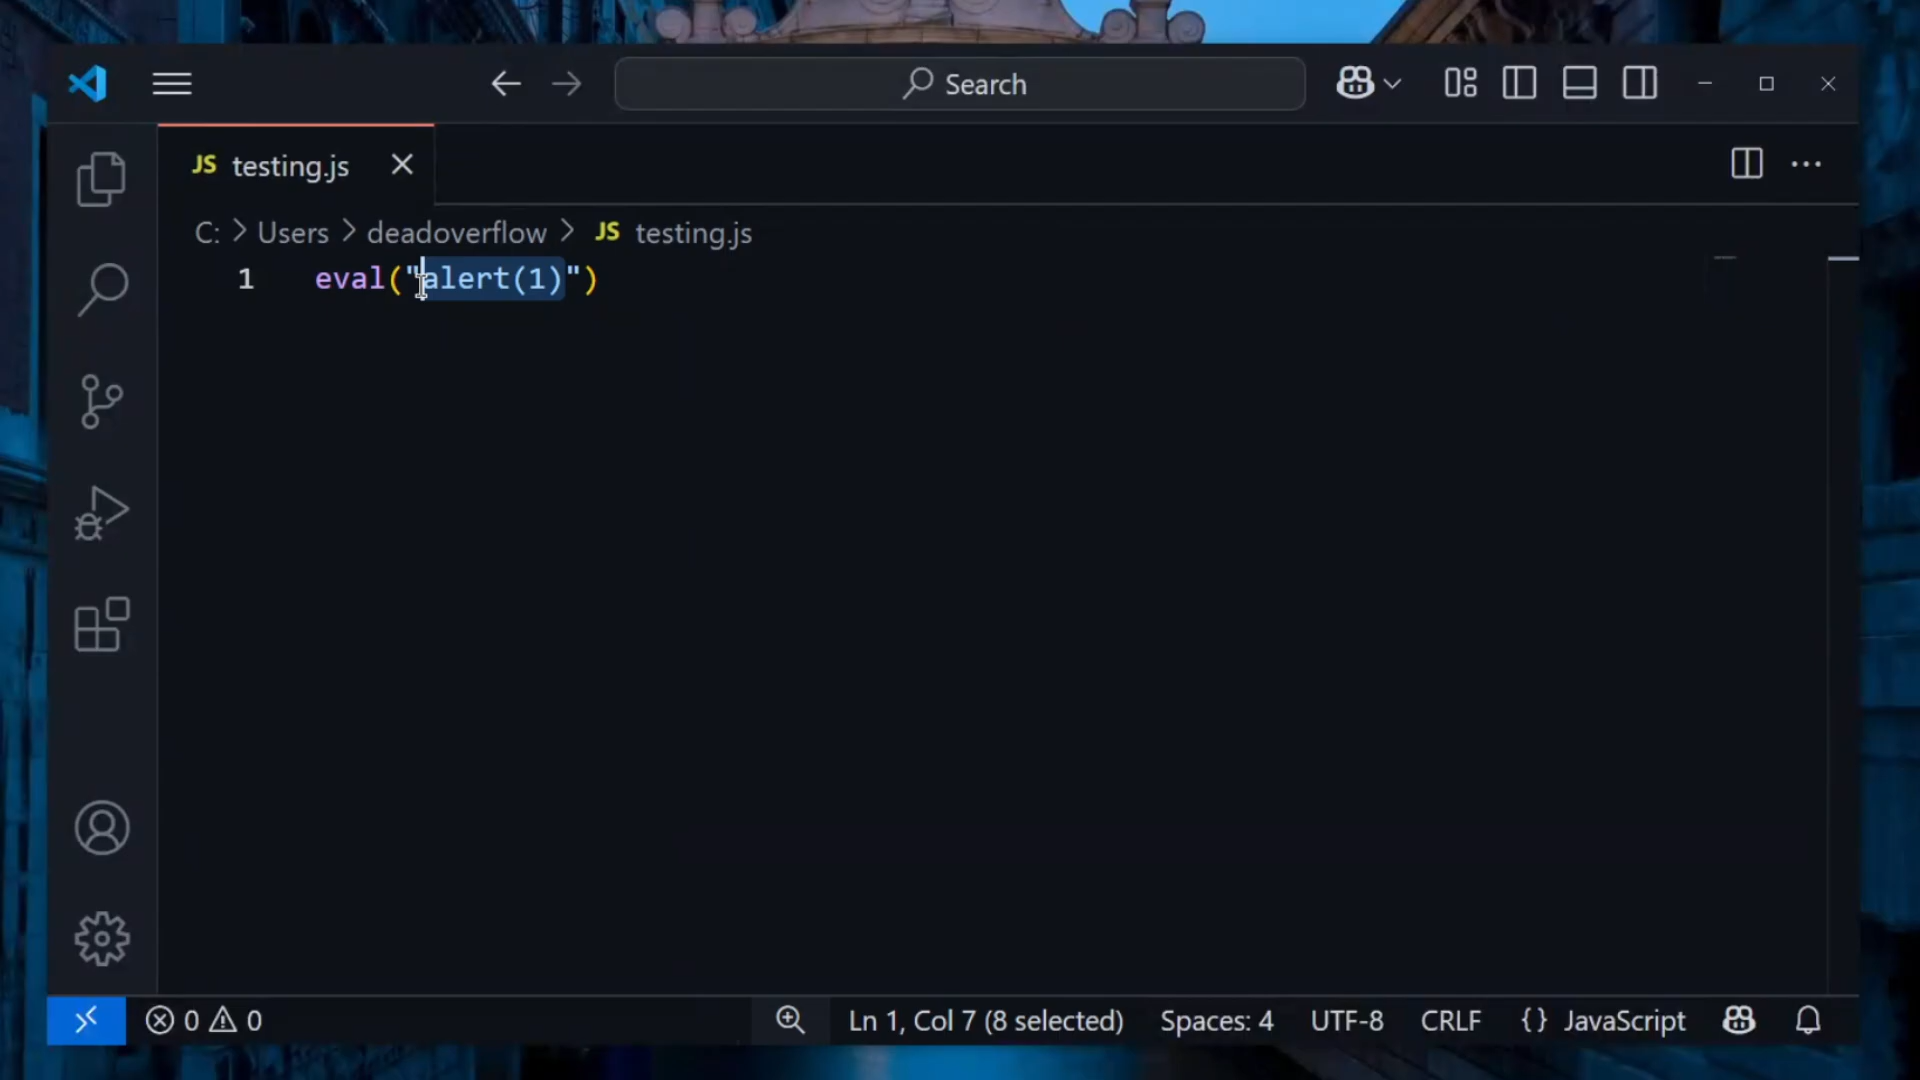 Search
JS testing.js
C: > Users > deadoverflow > JS testing.js
1 eval("alert(1)")
0 0 Ln 1, Col 7 (8 selected) Spaces: 4 UTF-8 CRLF {} JavaScript